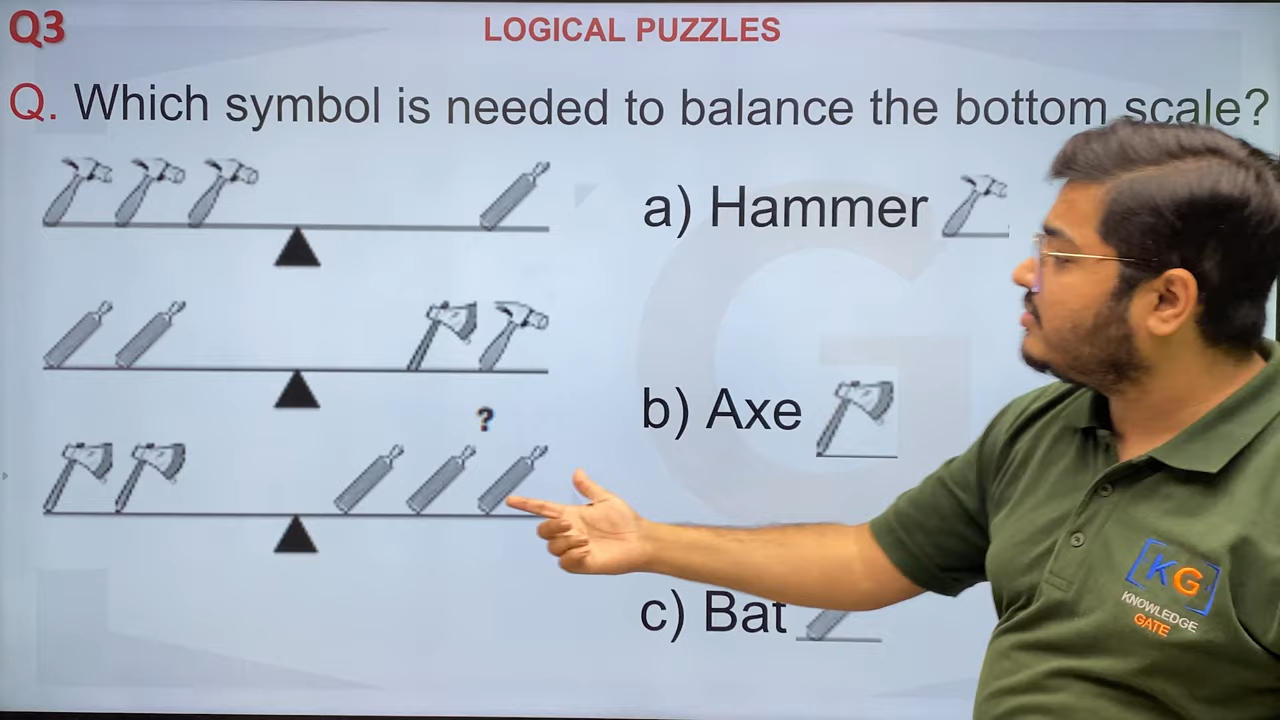 Q3
LOGICAL PUZZLES
Q. Which symbol is needed to balance the bottom scale?
a) Hammer
b) Axe
?
c) Bat
KG
KNOWLEDGE
GATE